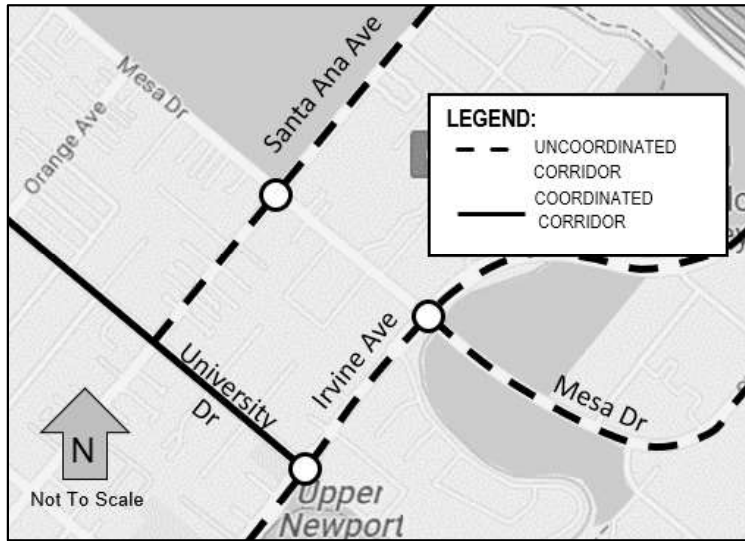 Santa Ana Ave
Mesa Dr
Orange Ave
LEGEND:
UNCOORDINATED
CORRIDOR
COORDINATED
CORRIDOR
Irvine Ave
University
Dr
Mesa Dr
N
Not To Scale
Upper
Newport